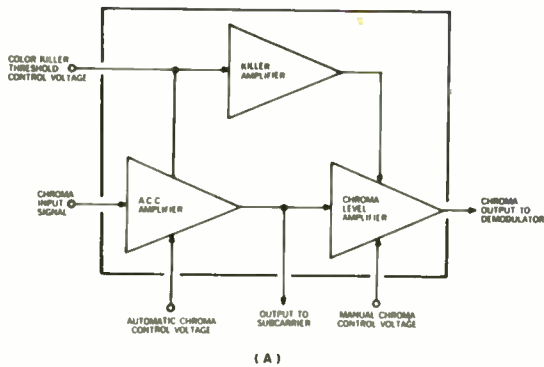 COLOR KILLER
THRESHOLD
CONTROL VOLTAGE
KILLER
AMPLIFIER
CHROMA
INPUT
SIGNAL
A C C
AMPLIFIER
CHROMA
LEVEL
AMPLIFIER
CHROMA
OUTPUT TO
DEMODULATOR
AUTOMATIC CHROMA
CONTROL VOLTAGE
OUTPUT TO
SUBCARRIER
MANUAL CHROMA
CONTROL VOLTAGE
(A)